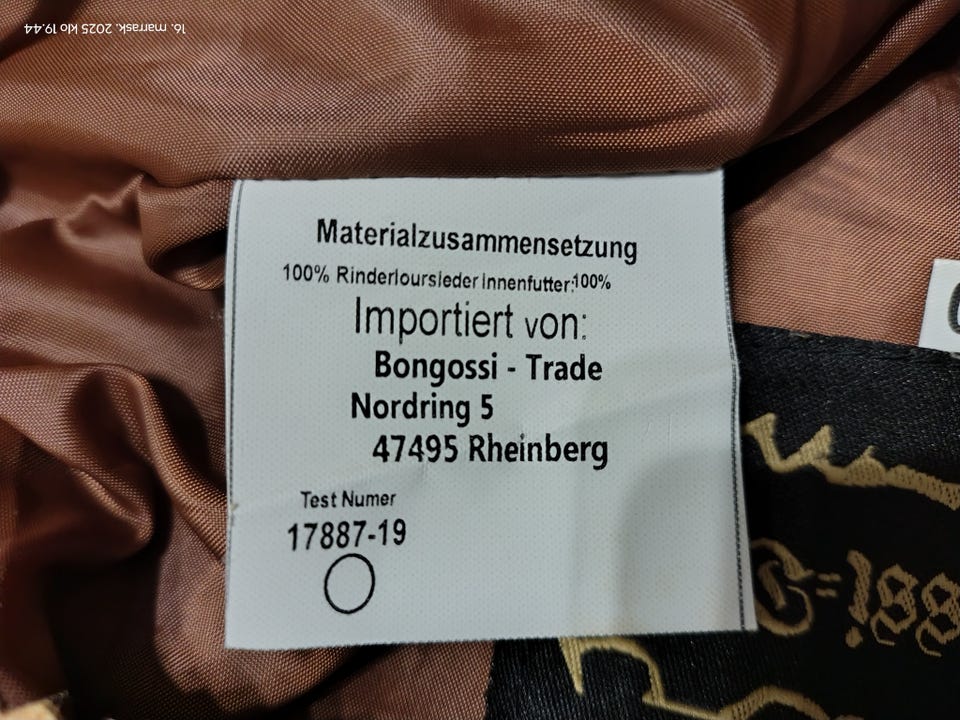 16. marrask. 2025 klo 19.44
Materialzusammensetzung
100% Rinderloursleder Innenfutter:100%
Importiert von:
Bongossi - Trade
Nordring 5
47495 Rheinberg
Test Numer
17887-19